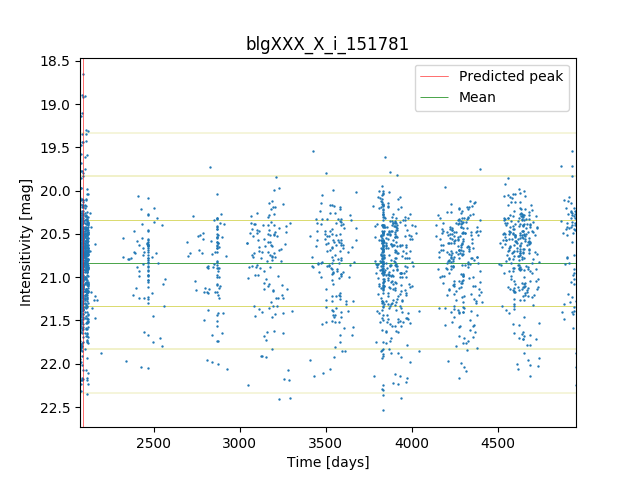 blgXXX_X_i_151781
Predicted peak
Mean
Intensitivity [mag]
18.5
19.0
19.5
20.0
20.5
21.0
21.5
22.0
22.5
2500
3000
3500
4000
4500
Time [days]